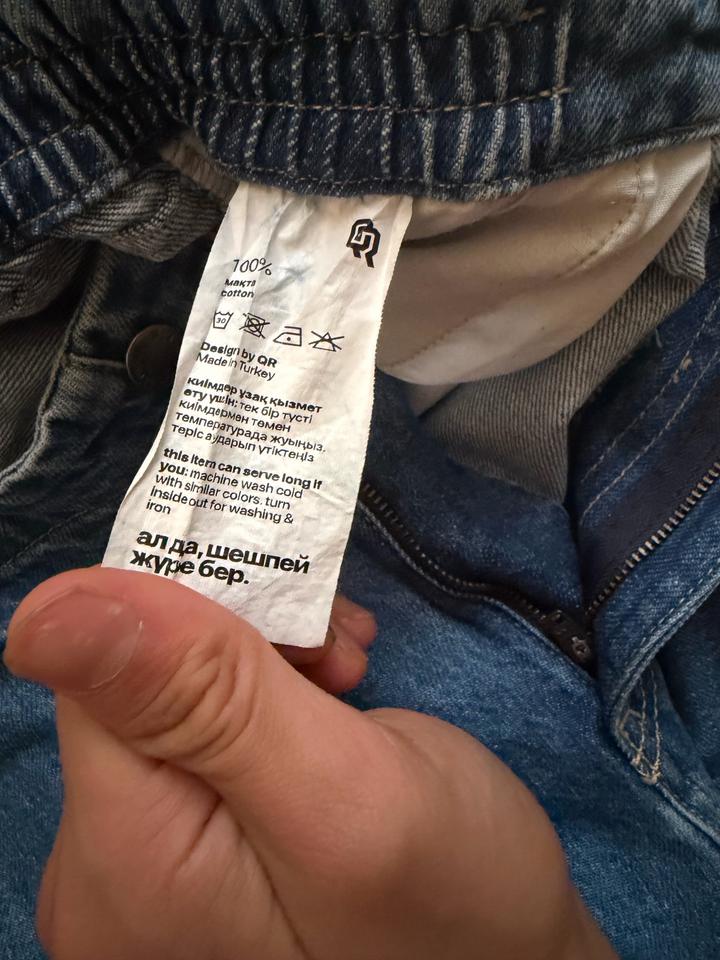 QR
100%
мақта
cotton
30
Design by QR
Made in Turkey
киімдер ұзақ қызмет
ету үшін: тек бір түсті
киімдермен төмен
температурада жуыңыз.
теріс аударып үтіктеңіз
this item can serve long if
you: machine wash cold
with similar colors. turn
inside out for washing &
iron
ал да, шешпей
жүре бер.